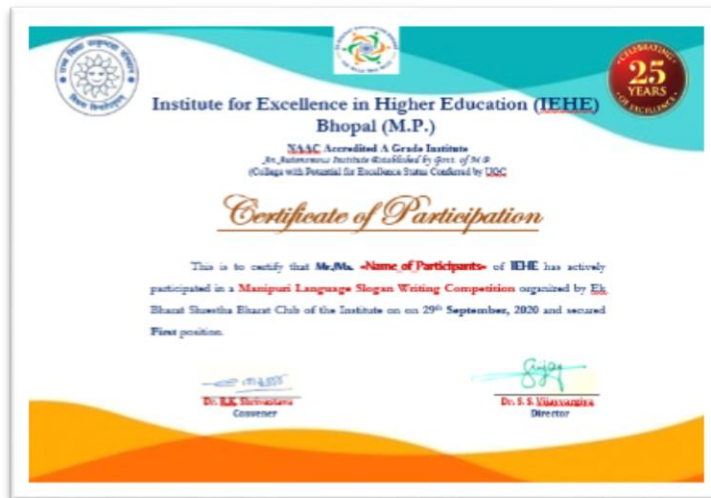 CELEBRATING
25
YEARS
OF EXCELLENCE
Institute for Excellence in Higher Education (IEHE)
Bhopal (M.P.)
NAAC Accredited A Grade Institute
An Autonomous Institute Established by Govt. of M.P.
(College with Potential for Excellence Status Conferred by UGC
Certificate of Participation
This is to certify that Mr./Ms. «Name_of_Participants» of IEHE has actively
participated in a Manipuri Language Slogan Writing Competition organized by Ek
Bharat Shrestha Bharat Club of the Institute on on 29th September, 2020 and secured
First position.
Dr. R.K. Shrivastava
Convener
Dr. S. S. Vijayvargiya
Director